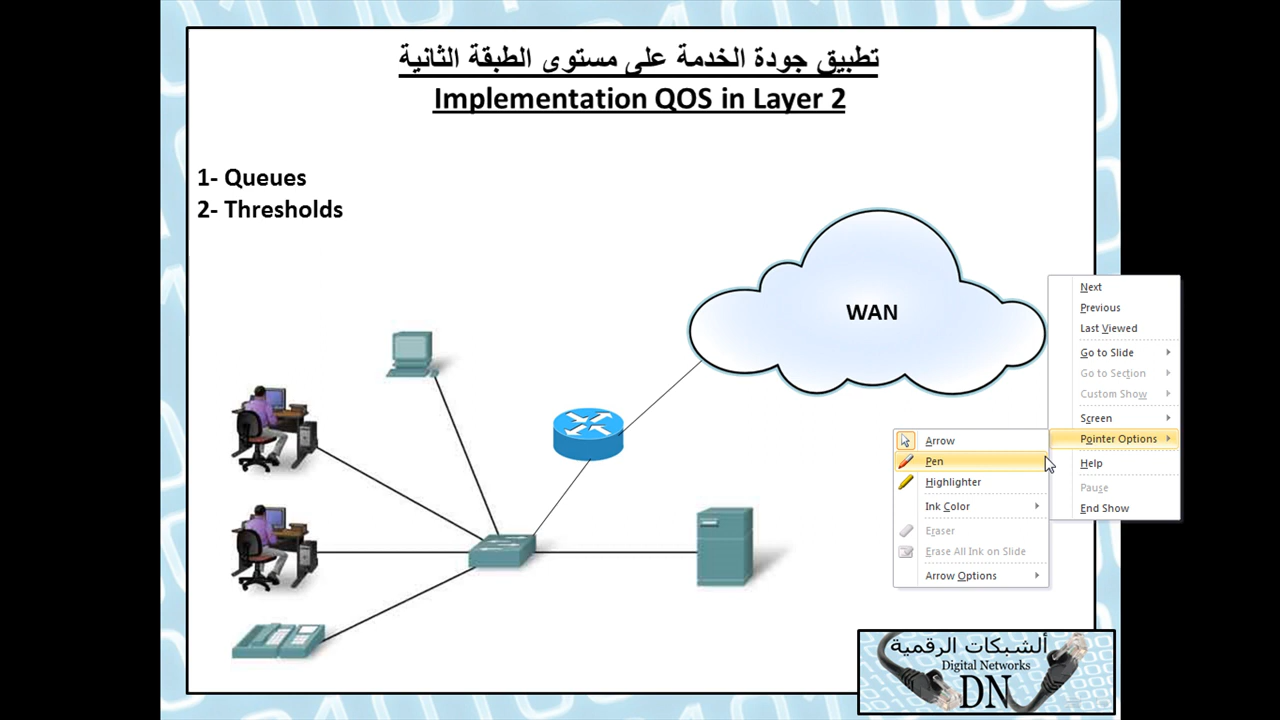 تطبيق جودة الخدمة على مستوى الطبقة الثانية
Implementation QOS in Layer 2
1- Queues
2- Thresholds
WAN
Next
Previous
Last Viewed
Go to Slide
Go to Section
Custom Show
Screen
Pointer Options
Help
Pause
End Show
Arrow
Pen
Highlighter
Ink Color
Eraser
Erase All Ink on Slide
Arrow Options
ألشبكات الرقمية
Digital Networks
DN